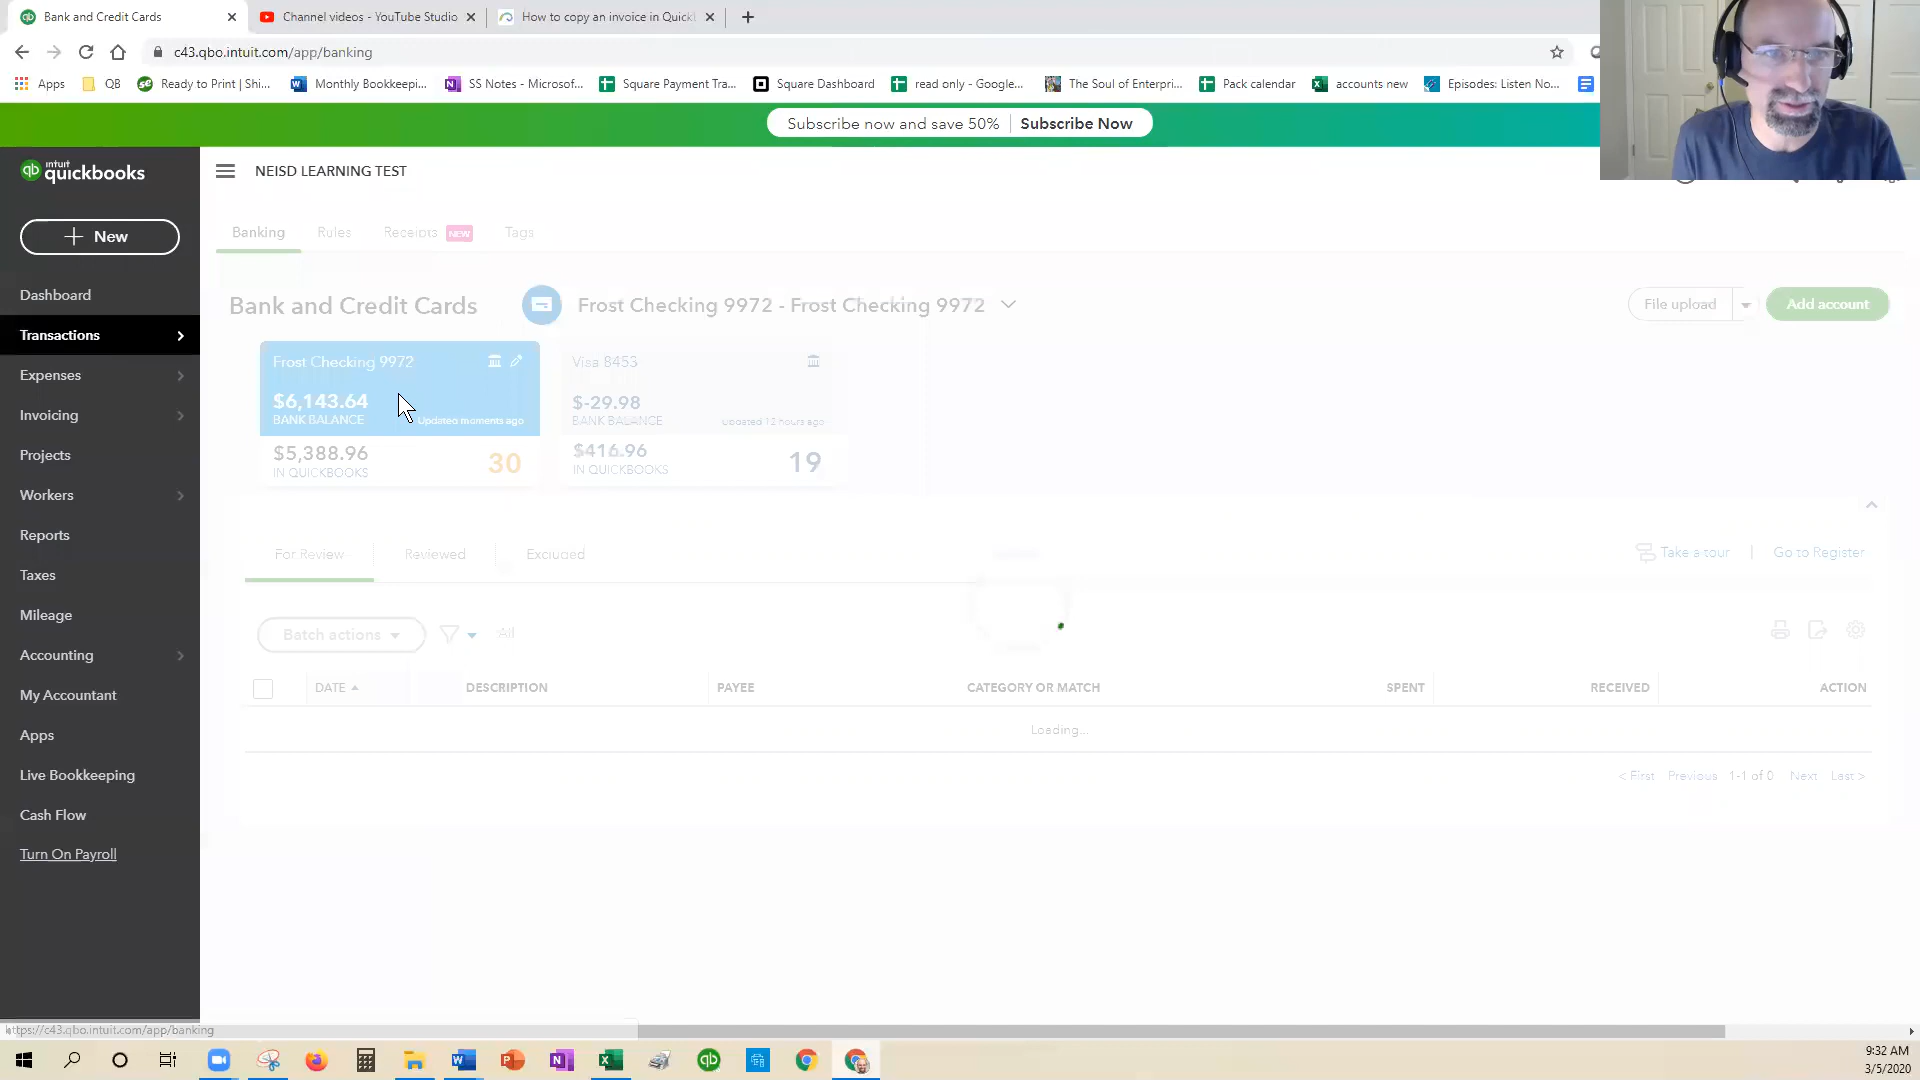 Bank and Credit Cards
Channel videos - YouTube Studio
How to copy an invoice in Quick
c43.qbo.intuit.com/app/banking
Apps
QB
Ready to Print | Shi...
Monthly Bookkeepi...
SS Notes - Microsof...
Square Payment Tra...
Square Dashboard
read only - Google...
The Soul of Enterpri...
Pack calendar
accounts new
Episodes: Listen No...
Subscribe now and save 50%
Subscribe Now
qb intuit quickbooks
NEISD LEARNING TEST
New
Banking
Rules
Receipts NEW
Tags
Dashboard
Transactions
Expenses
Invoicing
Projects
Workers
Reports
Taxes
Mileage
Accounting
My Accountant
Apps
Live Bookkeeping
Cash Flow
Turn On Payroll
Bank and Credit Cards
Frost Checking 9972 - Frost Checking 9972
File upload
Add account
Frost Checking 9972
$6,143.64
BANK BALANCE
Updated moments ago
$5,388.96
IN QUICKBOOKS
30
Visa 8453
$-29.98
BANK BALANCE
Updated 12 hours ago
$416.96
IN QUICKBOOKS
19
For Review
Reviewed
Excluded
Take a tour
Go to Register
Batch actions
All
DATE
DESCRIPTION
PAYEE
CATEGORY OR MATCH
SPENT
RECEIVED
ACTION
Loading...
< First Previous 1-1 of 0 Next Last >
https://c43.qbo.intuit.com/app/banking
9:32 AM
3/5/2020